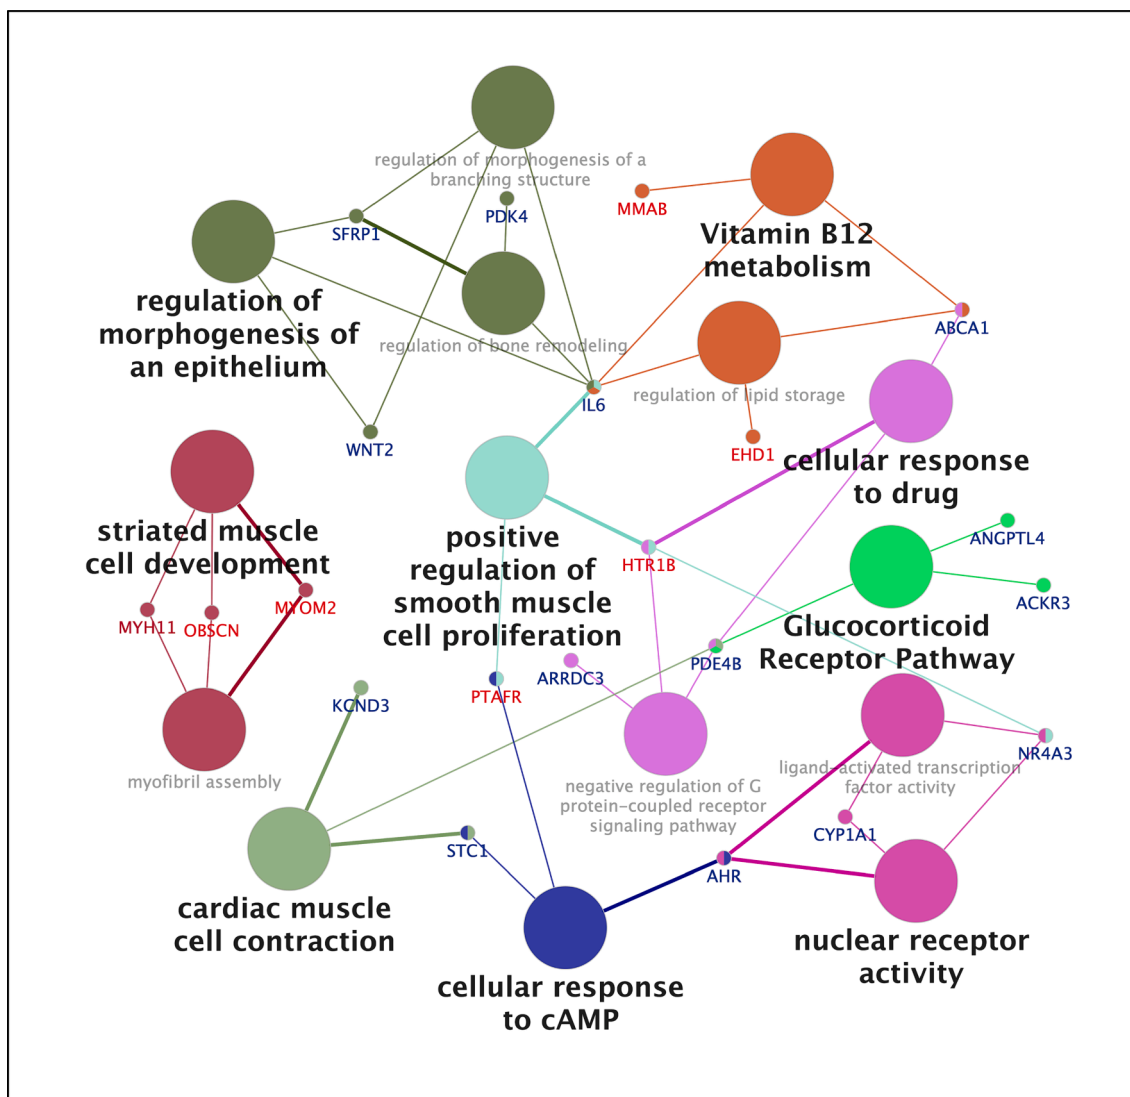 regulation of morphogenesis of a
branching structure
PDK4
SFRP1
MMAB
Vitamin B12
metabolism
regulation of
morphogenesis of
an epithelium
regulation of bone remodeling
ABCA1
regulation of lipid storage
IL6
WNT2
EHD1
cellular response
to drug
striated muscle
cell development
positive
regulation of
smooth muscle
cell proliferation
ANGPTL4
HTR1B
ACKR3
MYOM2
MYH11
OBSCN
Glucocorticoid
Receptor Pathway
PDE4B
ARRDC3
PTAFR
KCND3
NR4A3
myofibril assembly
ligand-activated transcription
factor activity
negative regulation of G
protein-coupled receptor
signaling pathway
CYP1A1
STC1
AHR
cardiac muscle
cell contraction
nuclear receptor
activity
cellular response
to cAMP